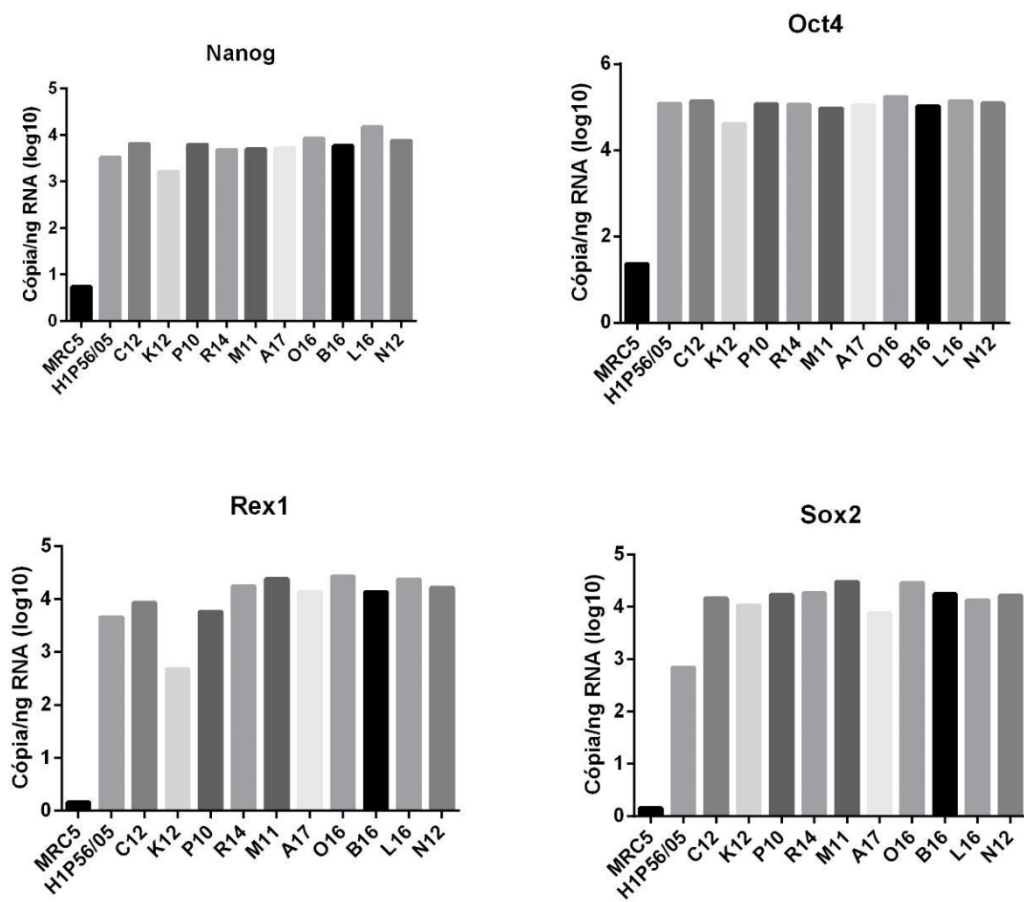 Nanog
Cópia/ng RNA (log10)
5
4
3
2
1
0
MRC5
H1P56/05
C12
K12
P10
R14
M11
A17
O16
B16
L16
N12
Oct4
Cópia/ng RNA (log10)
6
4
2
0
MRC5
H1P56/05
C12
K12
P10
R14
M11
A17
O16
B16
L16
N12
Rex1
Cópia/ng RNA (log10)
5
4
3
2
1
0
MRC5
H1P56/05
C12
K12
P10
R14
M11
A17
O16
B16
L16
N12
Sox2
Cópia/ng RNA (log10)
5
4
3
2
1
0
MRC5
H1P56/05
C12
K12
P10
R14
M11
A17
O16
B16
L16
N12